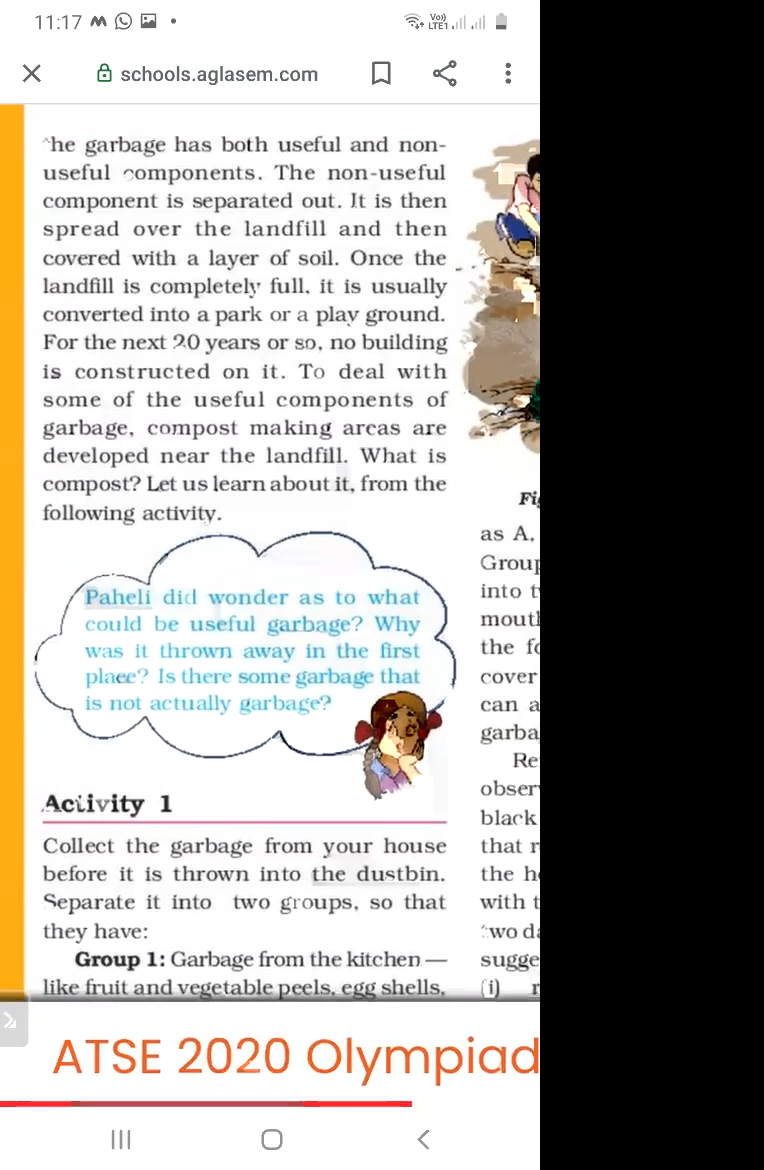 11:17
Vo)
LTE1
schools.aglasem.com
he garbage has both useful and non-
useful components. The non-useful
component is separated out. It is then
spread over the landfill and then
covered with a layer of soil. Once the
landfill is completely full, it is usually
converted into a park or a play ground.
For the next 20 years or so, no building
is constructed on it. To deal with
some of the useful components of
garbage, compost making areas are
developed near the landfill. What is
compost? Let us learn about it, from the
following activity.
Paheli did wonder as to what
could be useful garbage? Why
was it thrown away in the first
place? Is there some garbage that
is not actually garbage?
Activity 1
Collect the garbage from your house
before it is thrown into the dustbin.
Separate it into two groups, so that
they have:
Group 1: Garbage from the kitchen —
like fruit and vegetable peels, egg shells,
Fig
as A,
Group
into t
mouth
the fo
cover
can a
garba
Re
obser
black
that r
the h
with t
two da
sugge
(i) r
ATSE 2020 Olympiad